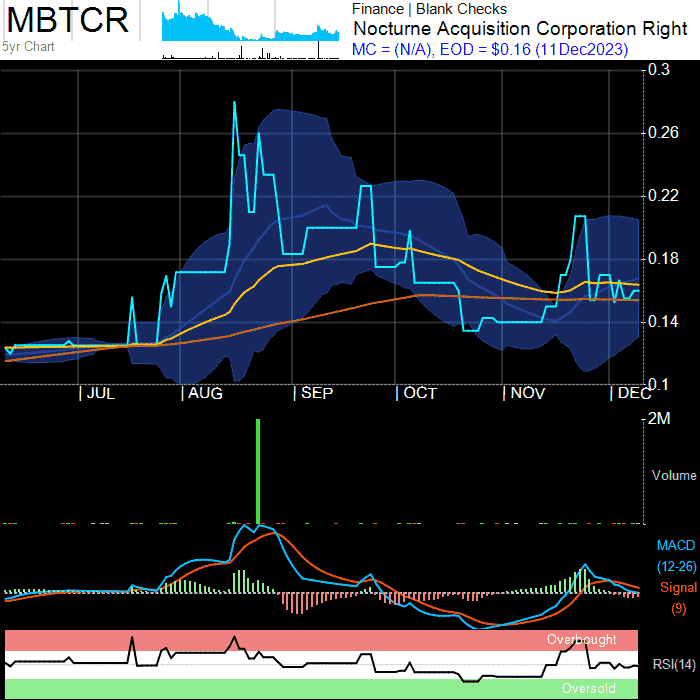 MBTCR
5yr Chart
Finance | Blank Checks
Nocturne Acquisition Corporation Right
MC = (N/A), EOD = $0.16 (11Dec2023)
0.3
0.26
0.22
0.18
0.14
0.1
JUL AUG SEP OCT NOV DEC
2M
Volume
MACD
(12-26)
Signal
(9)
Overbought
RSI(14)
Oversold